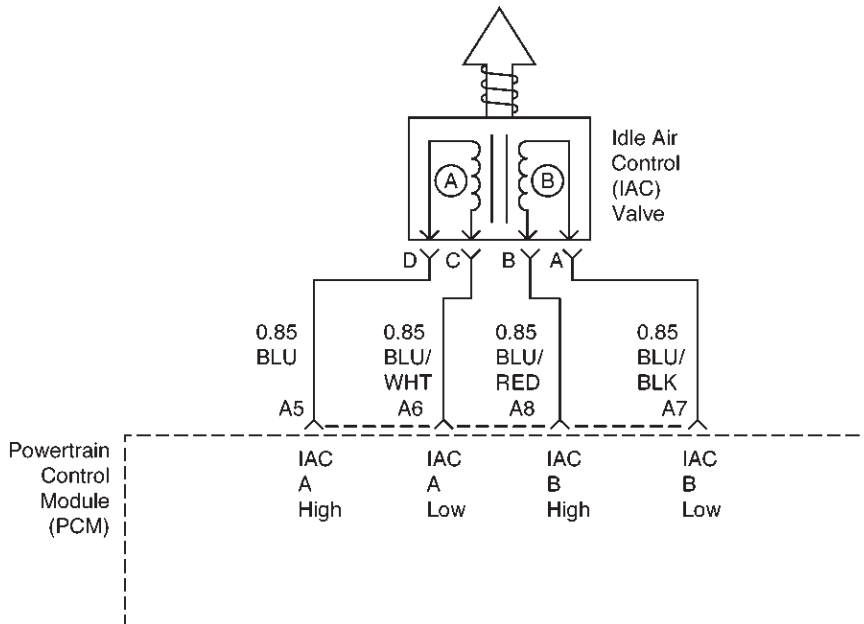 Idle Air
Control
(IAC)
Valve
A
B
D
C
B
A
0.85
BLU
0.85
BLU/
WHT
0.85
BLU/
RED
0.85
BLU/
BLK
A5
A6
A8
A7
Powertrain
Control
Module
(PCM)
IAC
A
High
IAC
A
Low
IAC
B
High
IAC
B
Low